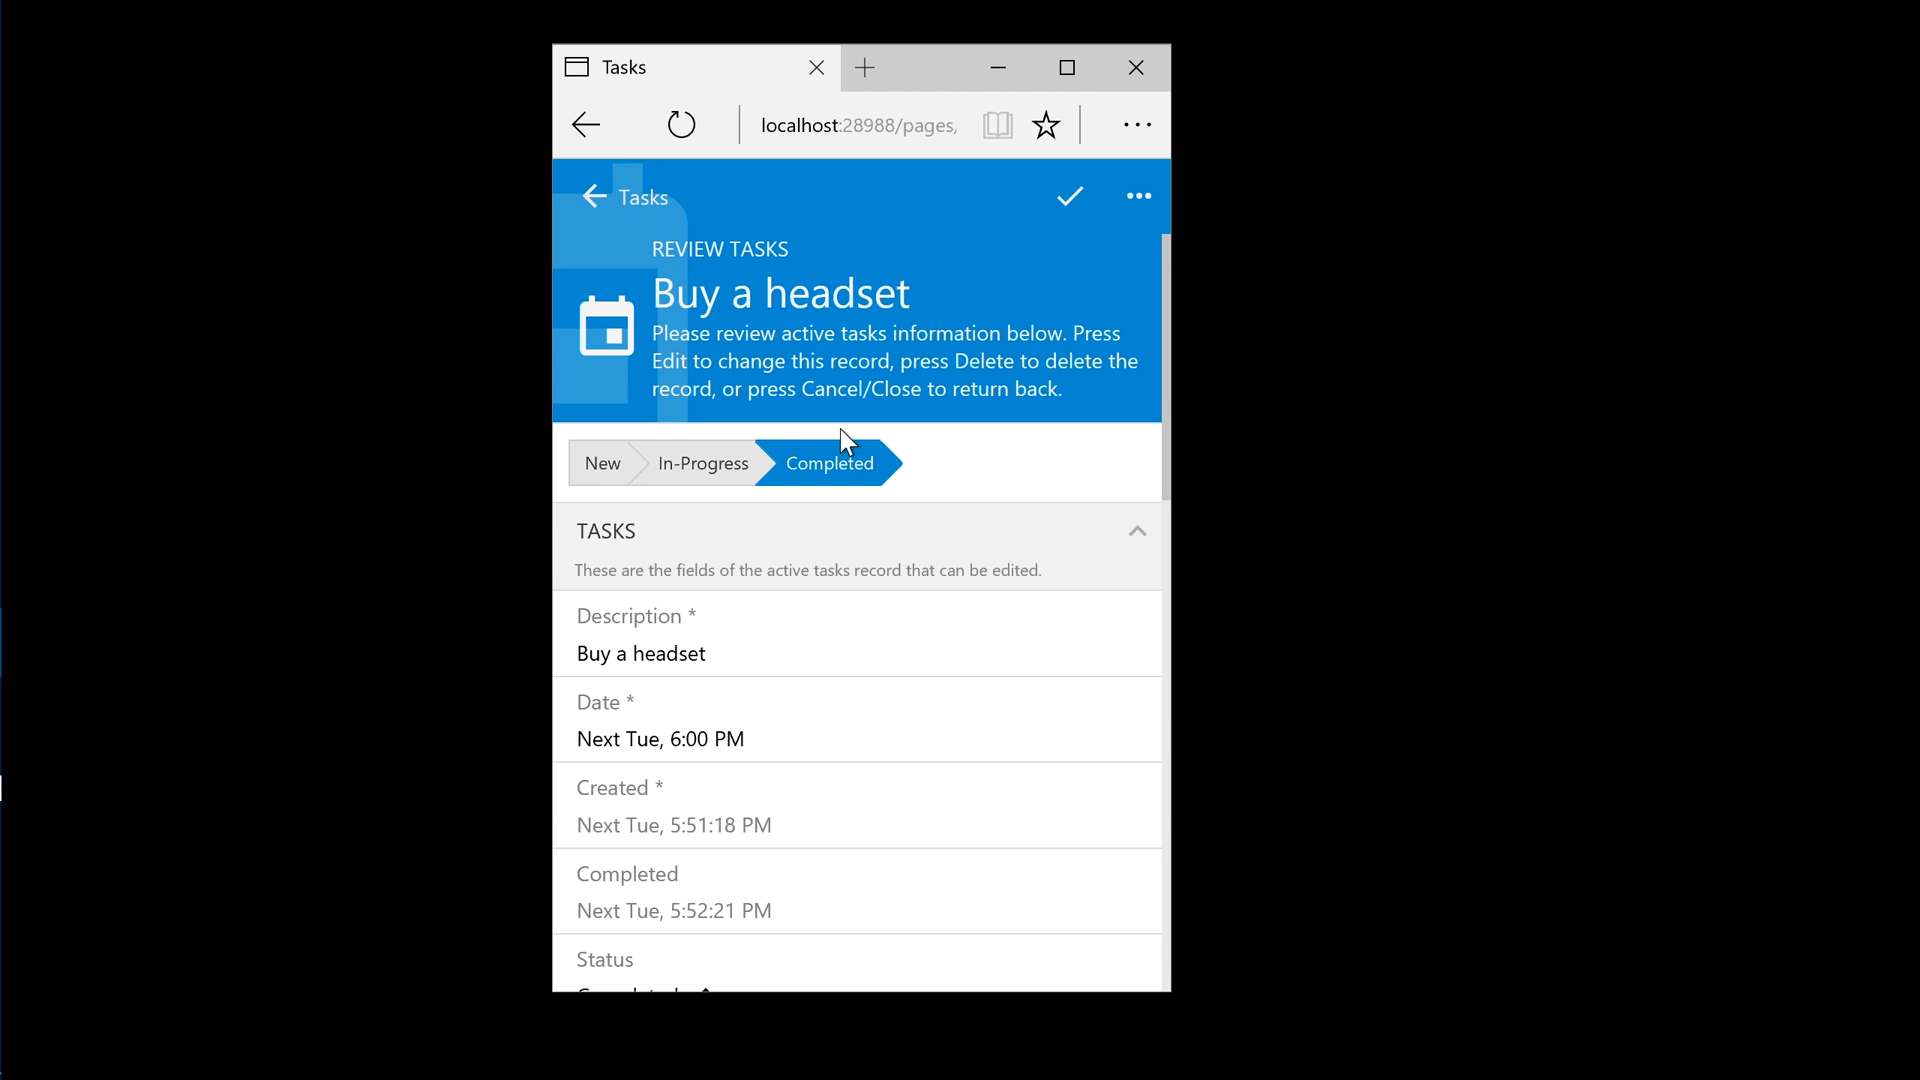 Tasks
localhost:28988/pages,
Tasks
REVIEW TASKS
Buy a headset
Please review active tasks information below. Press
Edit to change this record, press Delete to delete the
record, or press Cancel/Close to return back.
New In-Progress Completed
TASKS
These are the fields of the active tasks record that can be edited.
Description *
Buy a headset
Date *
Next Tue, 6:00 PM
Created *
Next Tue, 5:51:18 PM
Completed
Next Tue, 5:52:21 PM
Status